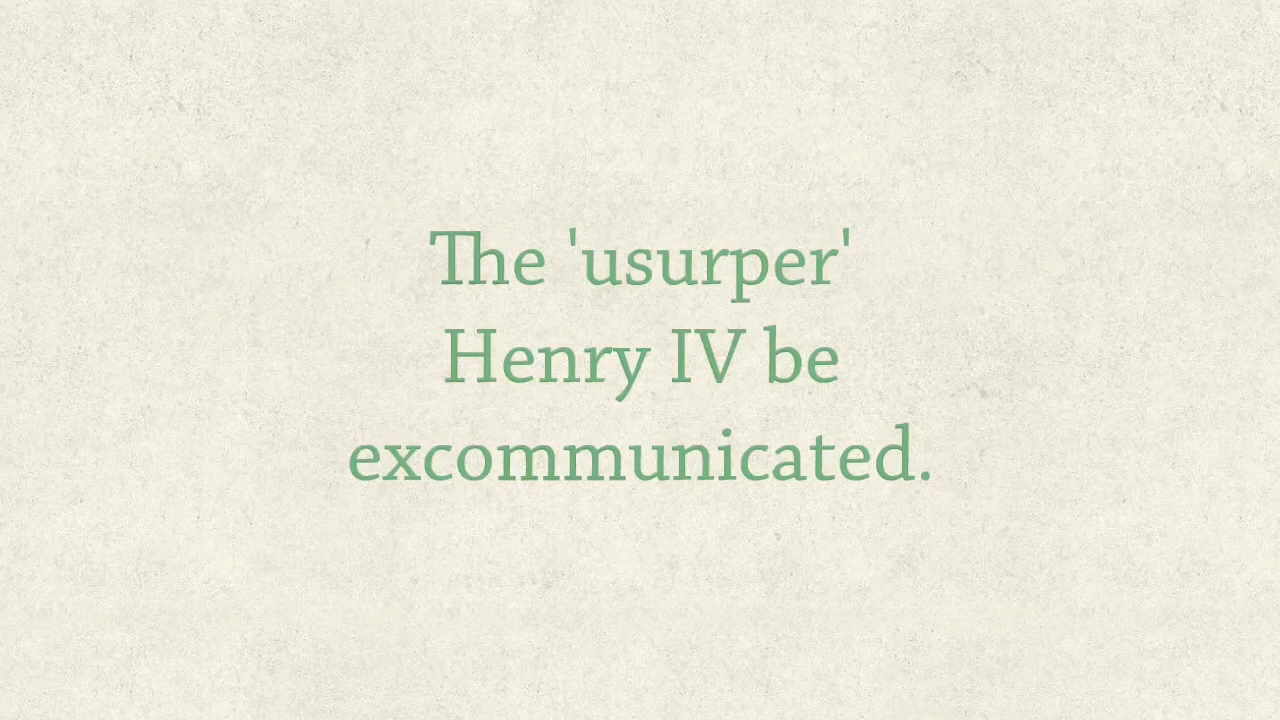 The 'usurper'
Henry IV be
excommunicated.